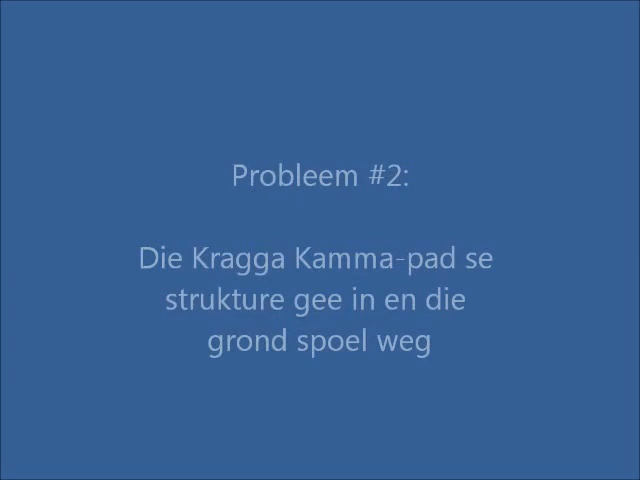 Probleem #2:
Die Kragga Kamma-pad se
strukture gee in en die
grond spoel weg